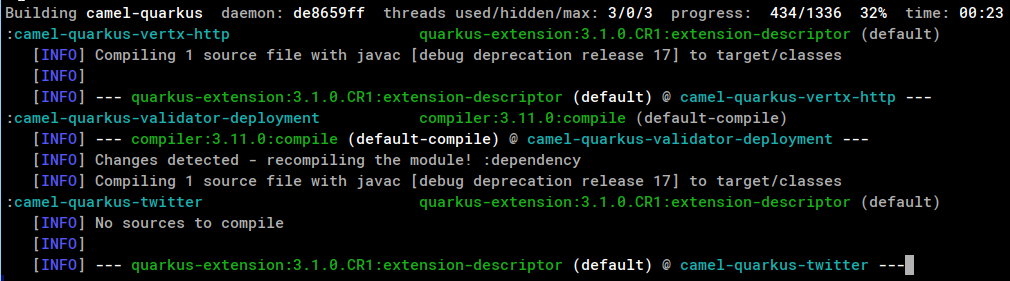 Building camel-quarkus  daemon: de8659ff  threads used/hidden/max: 3/0/3  progress:  434/1336  32%  time: 00:23
:camel-quarkus-vertx-http                      quarkus-extension:3.1.0.CR1:extension-descriptor (default)
   [INFO] Compiling 1 source file with javac [debug deprecation release 17] to target/classes
   [INFO]
   [INFO] --- quarkus-extension:3.1.0.CR1:extension-descriptor (default) @ camel-quarkus-vertx-http ---
:camel-quarkus-validator-deployment            compiler:3.11.0:compile (default-compile)
   [INFO] --- compiler:3.11.0:compile (default-compile) @ camel-quarkus-validator-deployment ---
   [INFO] Changes detected - recompiling the module! :dependency
   [INFO] Compiling 1 source file with javac [debug deprecation release 17] to target/classes
:camel-quarkus-twitter                         quarkus-extension:3.1.0.CR1:extension-descriptor (default)
   [INFO] No sources to compile
   [INFO]
   [INFO] --- quarkus-extension:3.1.0.CR1:extension-descriptor (default) @ camel-quarkus-twitter ---